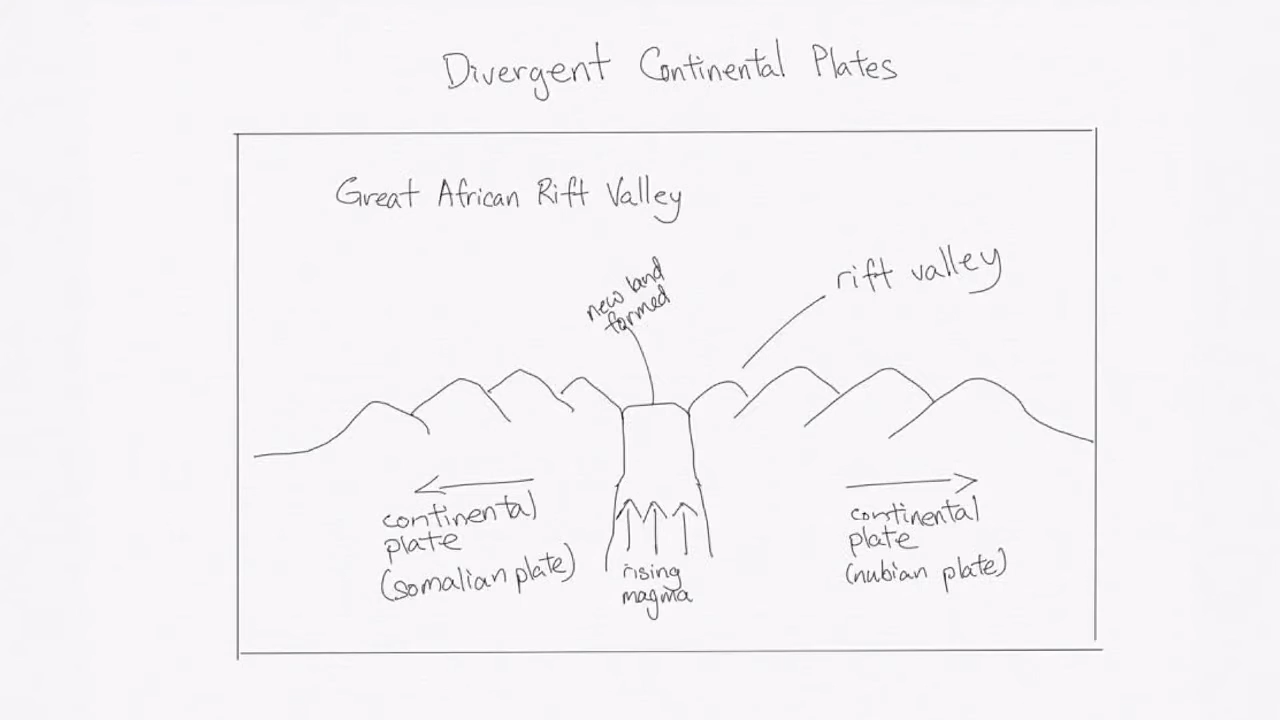 Divergent Continental Plates
Great African Rift Valley
new land
formed
rift valley
continental
plate
(somalian plate)
rising
magma
continental
plate
(nubian plate)